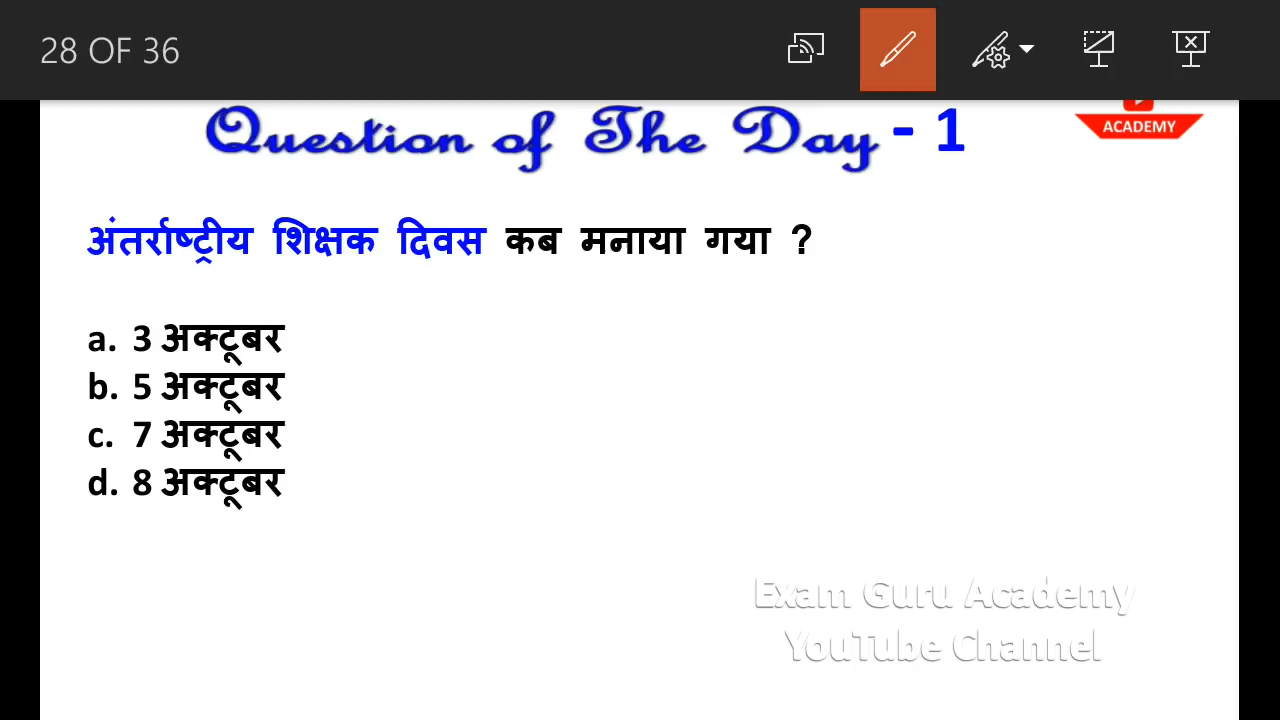 28 OF 36
Question of The Day - 1
ACADEMY
अंतर्राष्ट्रीय शिक्षक दिवस कब मनाया गया ?
a. 3 अक्टूबर
b. 5 अक्टूबर
c. 7 अक्टूबर
d. 8 अक्टूबर
Exam Guru Academy
YouTube Channel